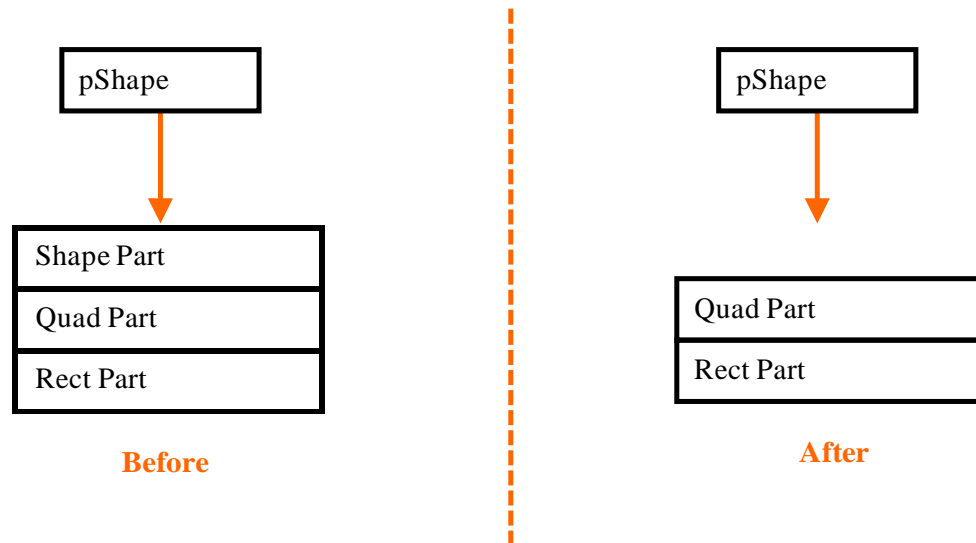 pShape
Shape Part
Quad Part
Rect Part
Before
pShape
Quad Part
Rect Part
After